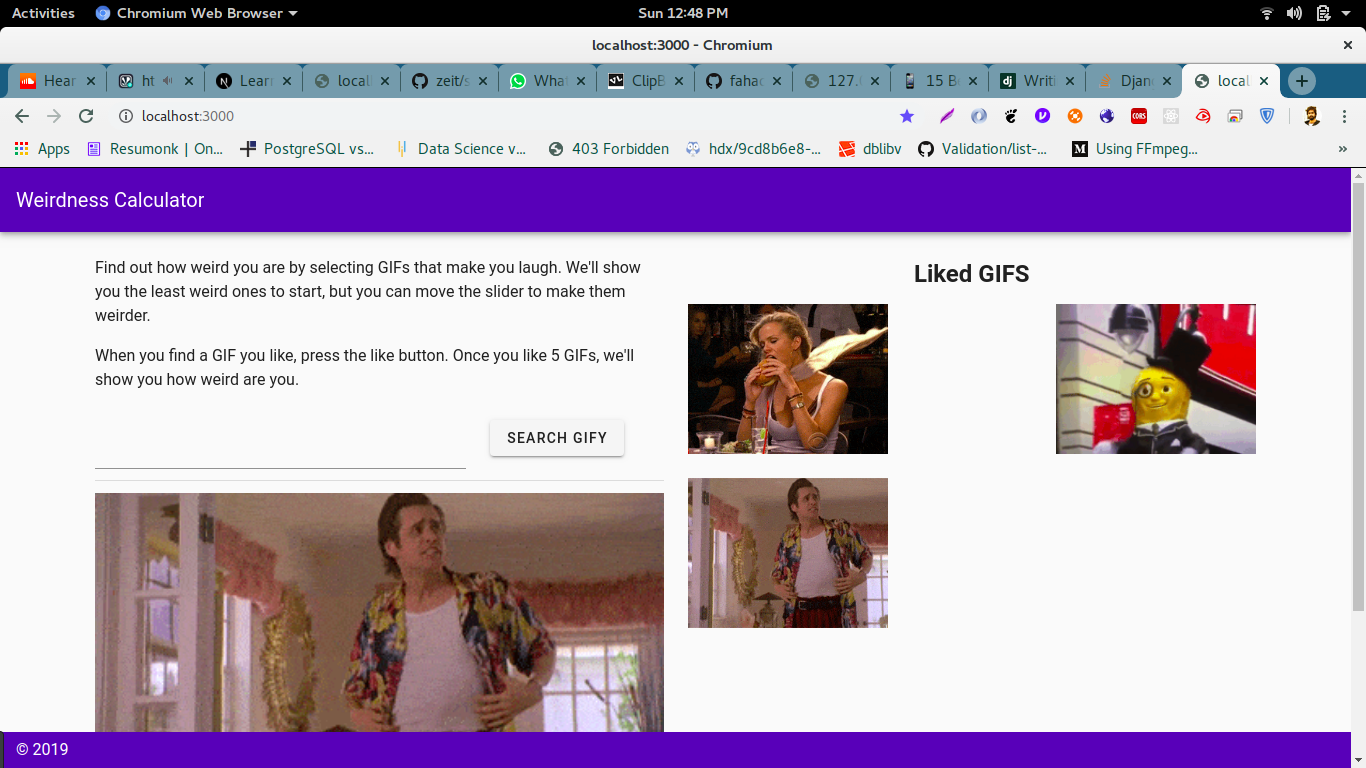 Activities Chromium Web Browser Sun 12:48 PM
localhost:3000 - Chromium
Hear ht Learn local zeit/s What ClipB faha 127. 15 B Writi Djan local
localhost:3000
CORS
Apps Resumonk | On... PostgreSQL vs... Data Science v... 403 Forbidden hdx/9cd8b6e8-... dblibv Validation/list-... Using FFmpeg... »
Weirdness Calculator
Find out how weird you are by selecting GIFs that make you laugh. We'll show
you the least weird ones to start, but you can move the slider to make them
weirder.
When you find a GIF you like, press the like button. Once you like 5 GIFs, we'll
show you how weird are you.
SEARCH GIFY
Liked GIFS
© 2019